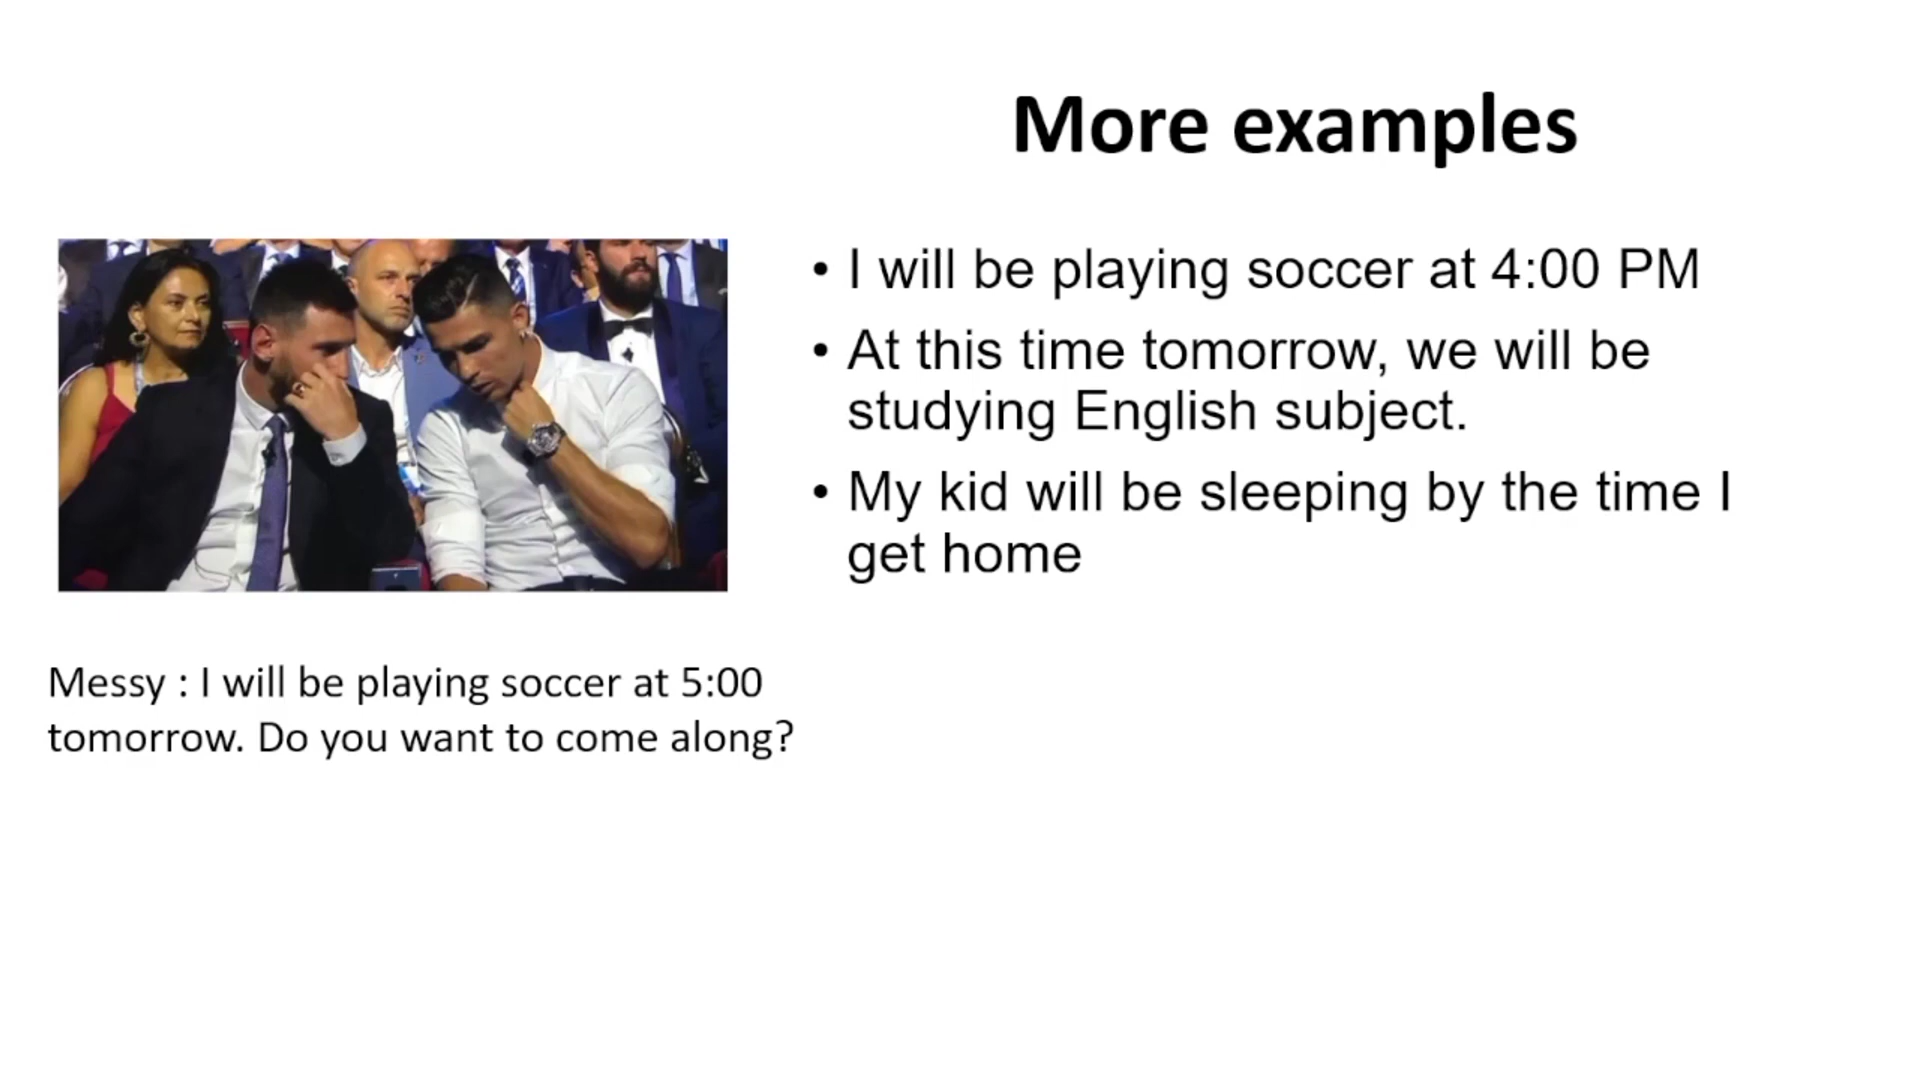 More examples
• I will be playing soccer at 4:00 PM
• At this time tomorrow, we will be
studying English subject.
• My kid will be sleeping by the time I
get home
Messy : I will be playing soccer at 5:00
tomorrow. Do you want to come along?